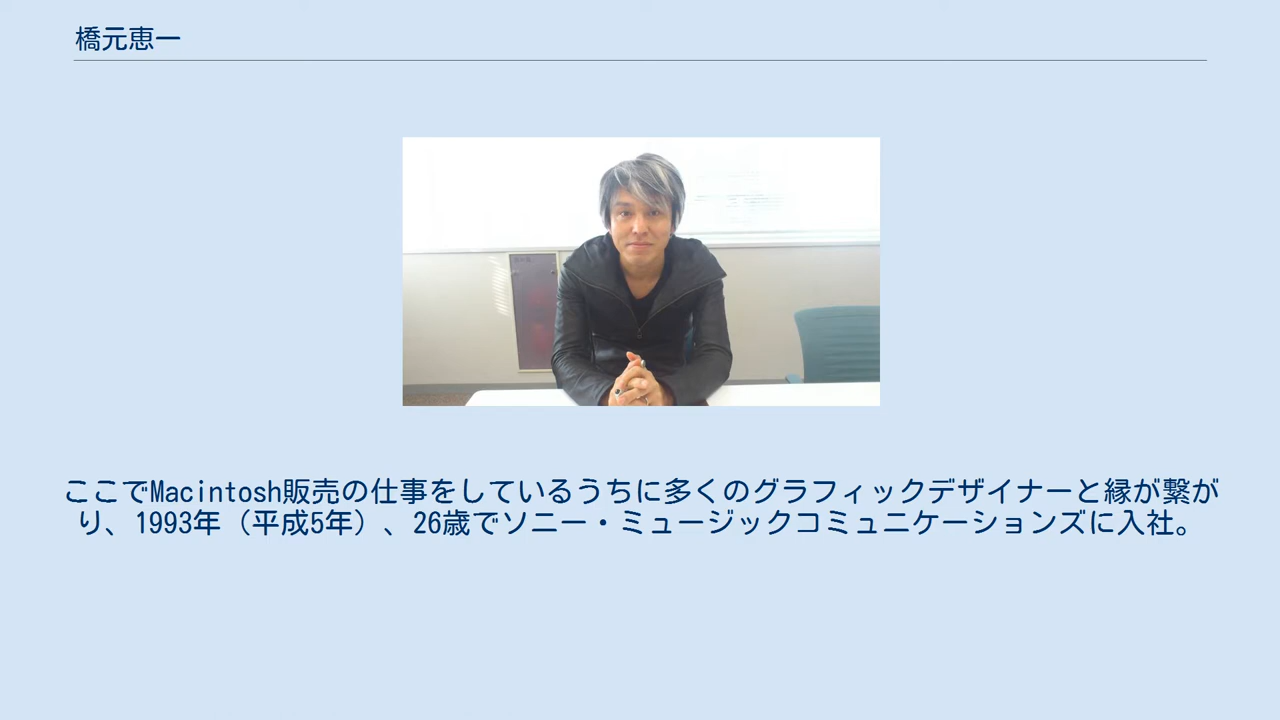 橋元恵一
ここでMacintosh販売の仕事をしているうちに多くのグラフィックデザイナーと縁が繋が
り、1993年（平成5年）、26歳でソニー・ミュージックコミュニケーションズに入社。